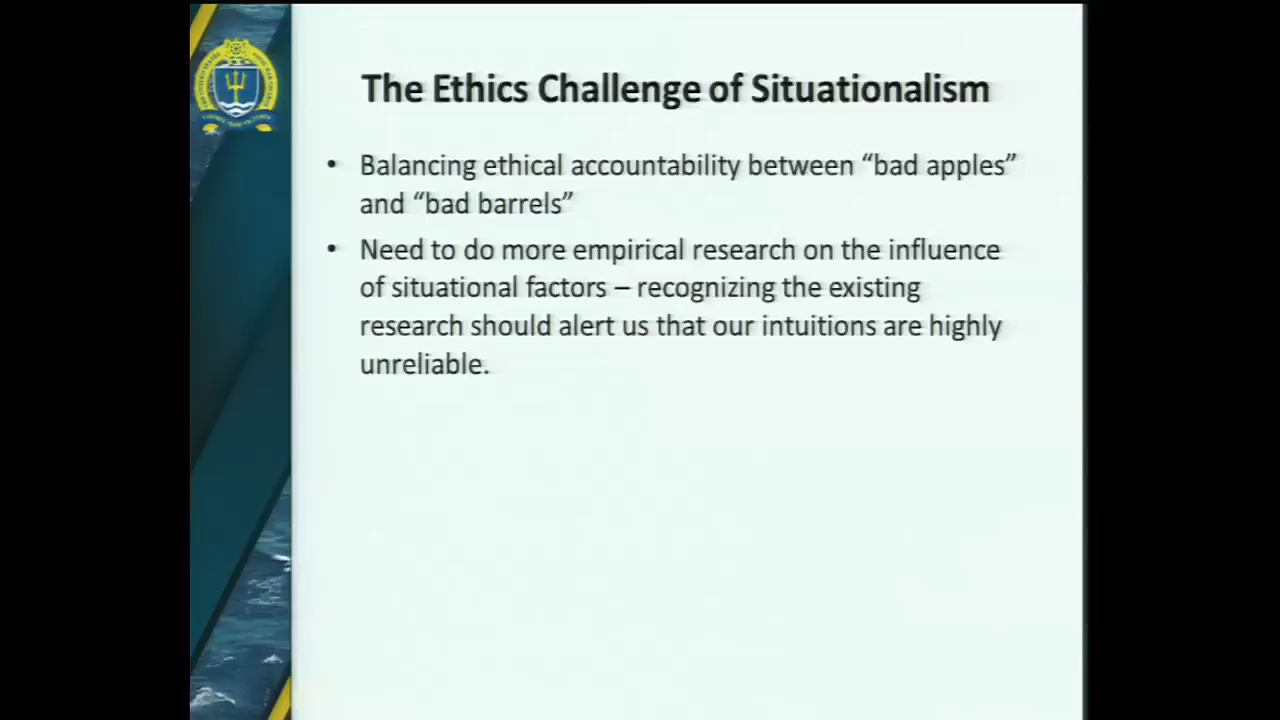 The Ethics Challenge of Situationalism
• Balancing ethical accountability between “bad apples”
and “bad barrels”
• Need to do more empirical research on the influence
of situational factors – recognizing the existing
research should alert us that our intuitions are highly
unreliable.